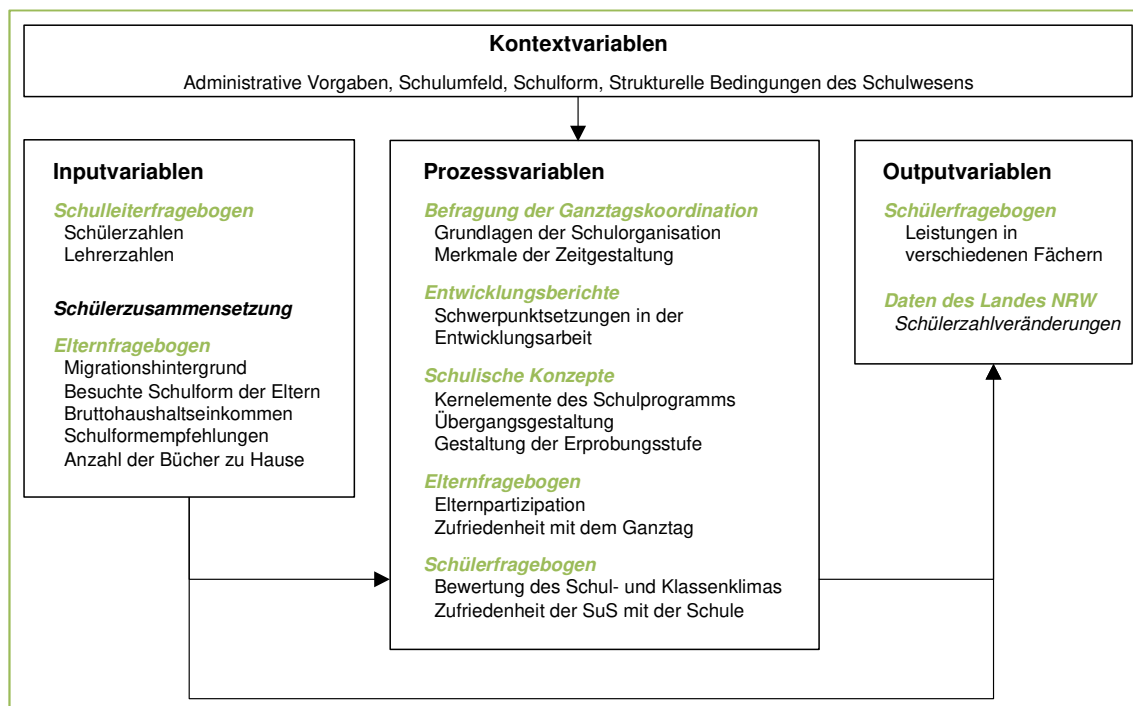 Kontextvariablen
Administrative Vorgaben, Schulumfeld, Schulform, Strukturelle Bedingungen des Schulwesens
Inputvariablen
Schulleiterfragebogen
Schülerzahlen
Lehrerzahlen
Schülerzusammensetzung
Elternfragebogen
Migrationshintergrund
Besuchte Schulform der Eltern
Bruttohaushaltseinkommen
Schulformempfehlungen
Anzahl der Bücher zu Hause
Prozessvariablen
Befragung der Ganztagskoordination
Grundlagen der Schulorganisation
Merkmale der Zeitgestaltung
Entwicklungsberichte
Schwerpunktsetzungen in der
Entwicklungsarbeit
Schulische Konzepte
Kernelemente des Schulprogramms
Übergangsgestaltung
Gestaltung der Erprobungsstufe
Elternfragebogen
Elternpartizipation
Zufriedenheit mit dem Ganztag
Schülerfragebogen
Bewertung des Schul- und Klassenklimas
Zufriedenheit der SuS mit der Schule
Outputvariablen
Schülerfragebogen
Leistungen in
verschiedenen Fächern
Daten des Landes NRW
Schülerzahlveränderungen